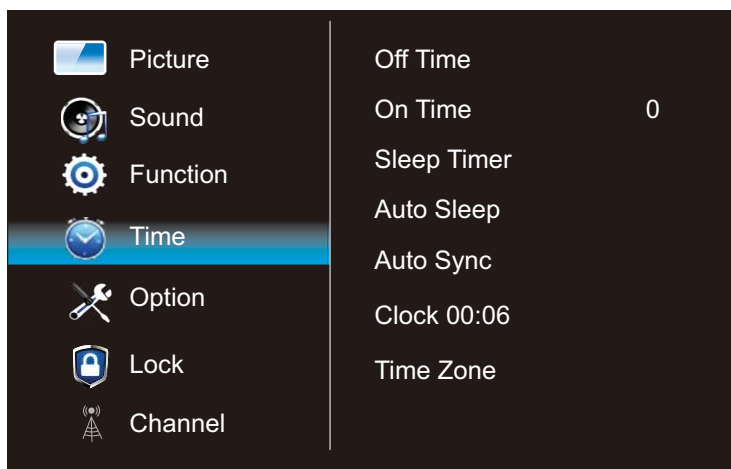 Picture
Sound
Function
Time
Option
Lock
Channel
Off Time
On Time 0
Sleep Timer
Auto Sleep
Auto Sync
Clock 00:06
Time Zone